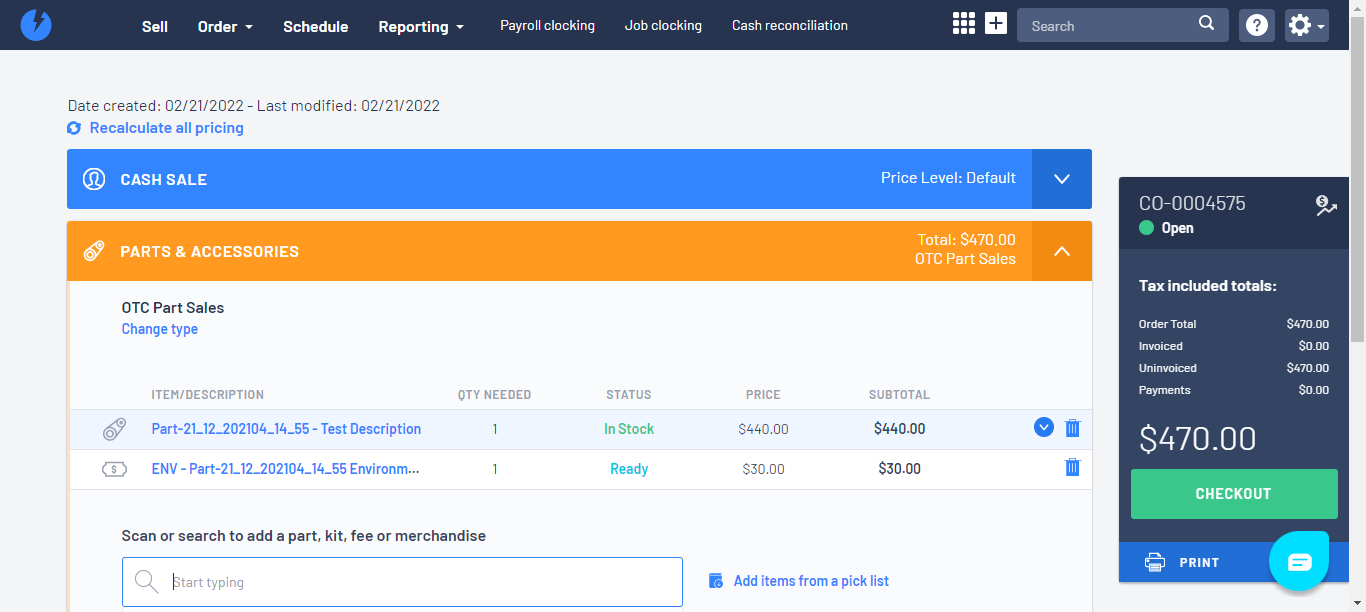 Sell Order Schedule Reporting Payroll clocking Job clocking Cash reconciliation Search ?
Date created: 02/21/2022 - Last modified: 02/21/2022
Recalculate all pricing
CASH SALE Price Level: Default
PARTS & ACCESSORIES
Total: $470.00
OTC Part Sales
OTC Part Sales
Change type
ITEM/DESCRIPTION QTY NEEDED STATUS PRICE SUBTOTAL
Part-21_12_202104_14_55 - Test Description 1 In Stock $440.00 $440.00
$ ENV - Part-21_12_202104_14_55 Environm... 1 Ready $30.00 $30.00
Scan or search to add a part, kit, fee or merchandise
Start typing
Add items from a pick list
CO-0004575 $
Open
Tax included totals:
Order Total $470.00
Invoiced $0.00
Uninvoiced $470.00
Payments $0.00
$470.00
CHECKOUT
PRINT